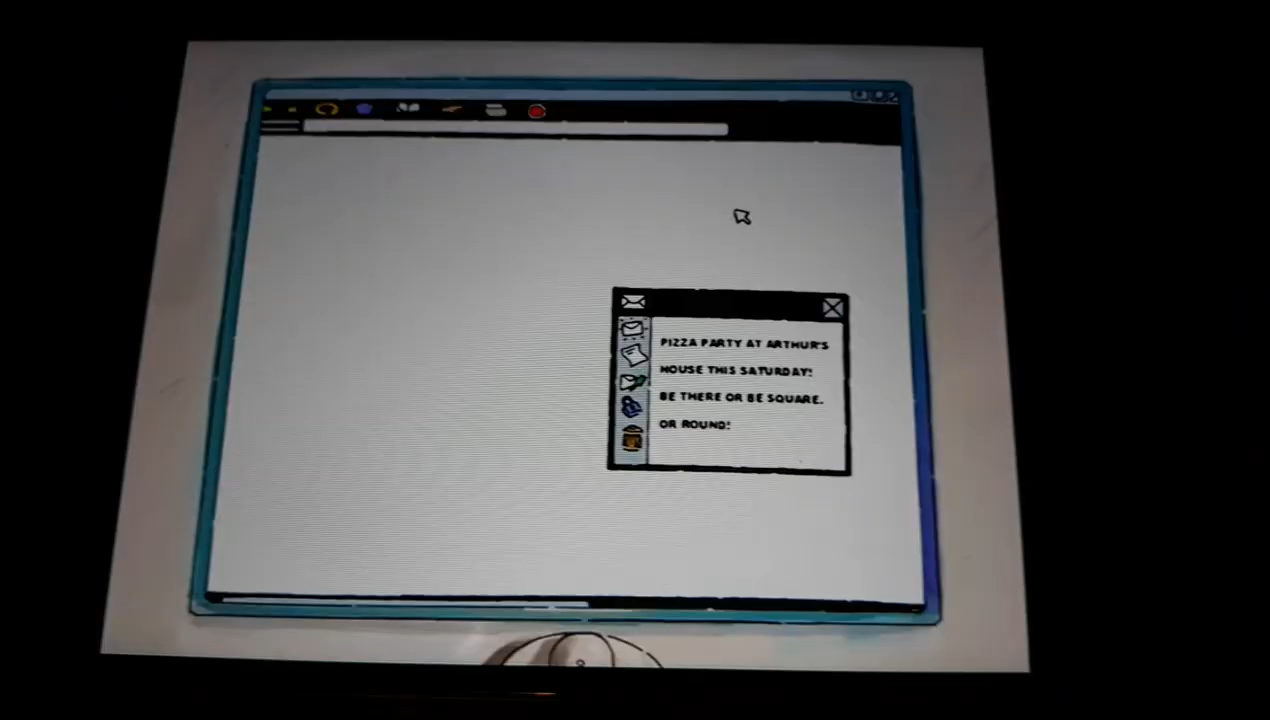 PIZZA PARTY AT ARTHUR'S
HOUSE THIS SATURDAY!
BE THERE OR BE SQUARE.
OR ROUND!